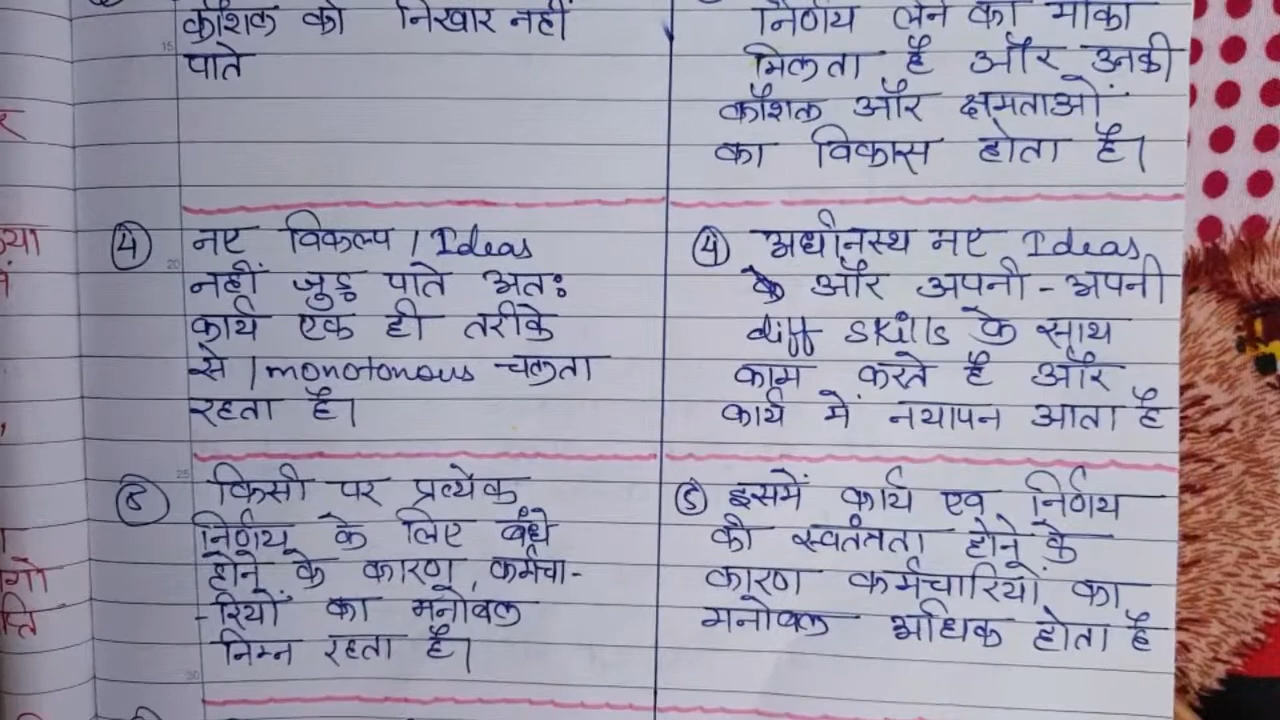 कौशल को निखार नहीं
पाते
④ नए विकल्प / Ideas
नहीं जुड़ पाते अतः
कार्य एक ही तरीके
से / monotonous चलता
रहता है।
⑤ किसी पर प्रत्येक
निर्णय के लिए बंधे
होने के कारण कर्मचा-
-रियों का मनोबल
निम्न रहता है।
निर्णय लेने का मौका
मिलता है और उनकी
कौशल और क्षमताओं
का विकास होता है।
④ अधीनस्थ नए Ideas
और अपनी-अपनी
diff skills के साथ
काम करते है और
कार्य में नयापन आता है
⑤ इसमें कार्य एव निर्णय
की स्वतंत्रता होने के
कारण कर्मचारियों का
मनोबल अधिक होता है